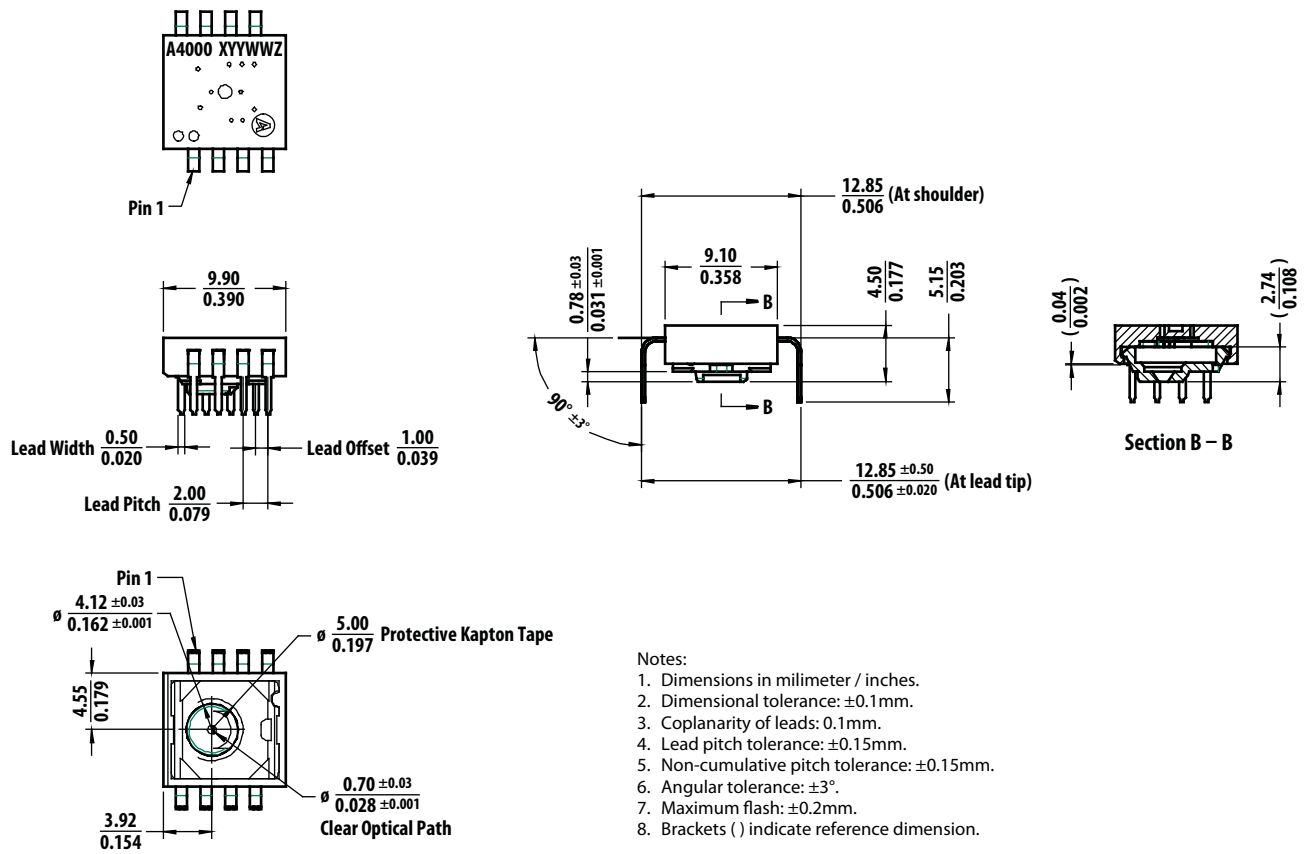 A4000 XYYWWZ
A
Pin 1
9.90
0.390
Lead Width 0.50
0.020
Lead Offset 1.00
0.039
Lead Pitch 2.00
0.079
12.85 (At shoulder)
0.506
9.10
0.358
0.78 ±0.03
0.031 ±0.001
4.50
0.177
5.15
0.203
B
B
90° ±3°
12.85 ±0.50 (At lead tip)
0.506 ±0.020
(0.04
0.002)
(2.74
0.108)
Section B – B
Pin 1
ø 4.12 ±0.03
0.162 ±0.001
ø 5.00 Protective Kapton Tape
0.197
4.55
0.179
ø 0.70 ±0.03
0.028 ±0.001
Clear Optical Path
3.92
0.154
Notes:
1. Dimensions in milimeter / inches.
2. Dimensional tolerance: ±0.1mm.
3. Coplanarity of leads: 0.1mm.
4. Lead pitch tolerance: ±0.15mm.
5. Non-cumulative pitch tolerance: ±0.15mm.
6. Angular tolerance: ±3°.
7. Maximum flash: ±0.2mm.
8. Brackets ( ) indicate reference dimension.